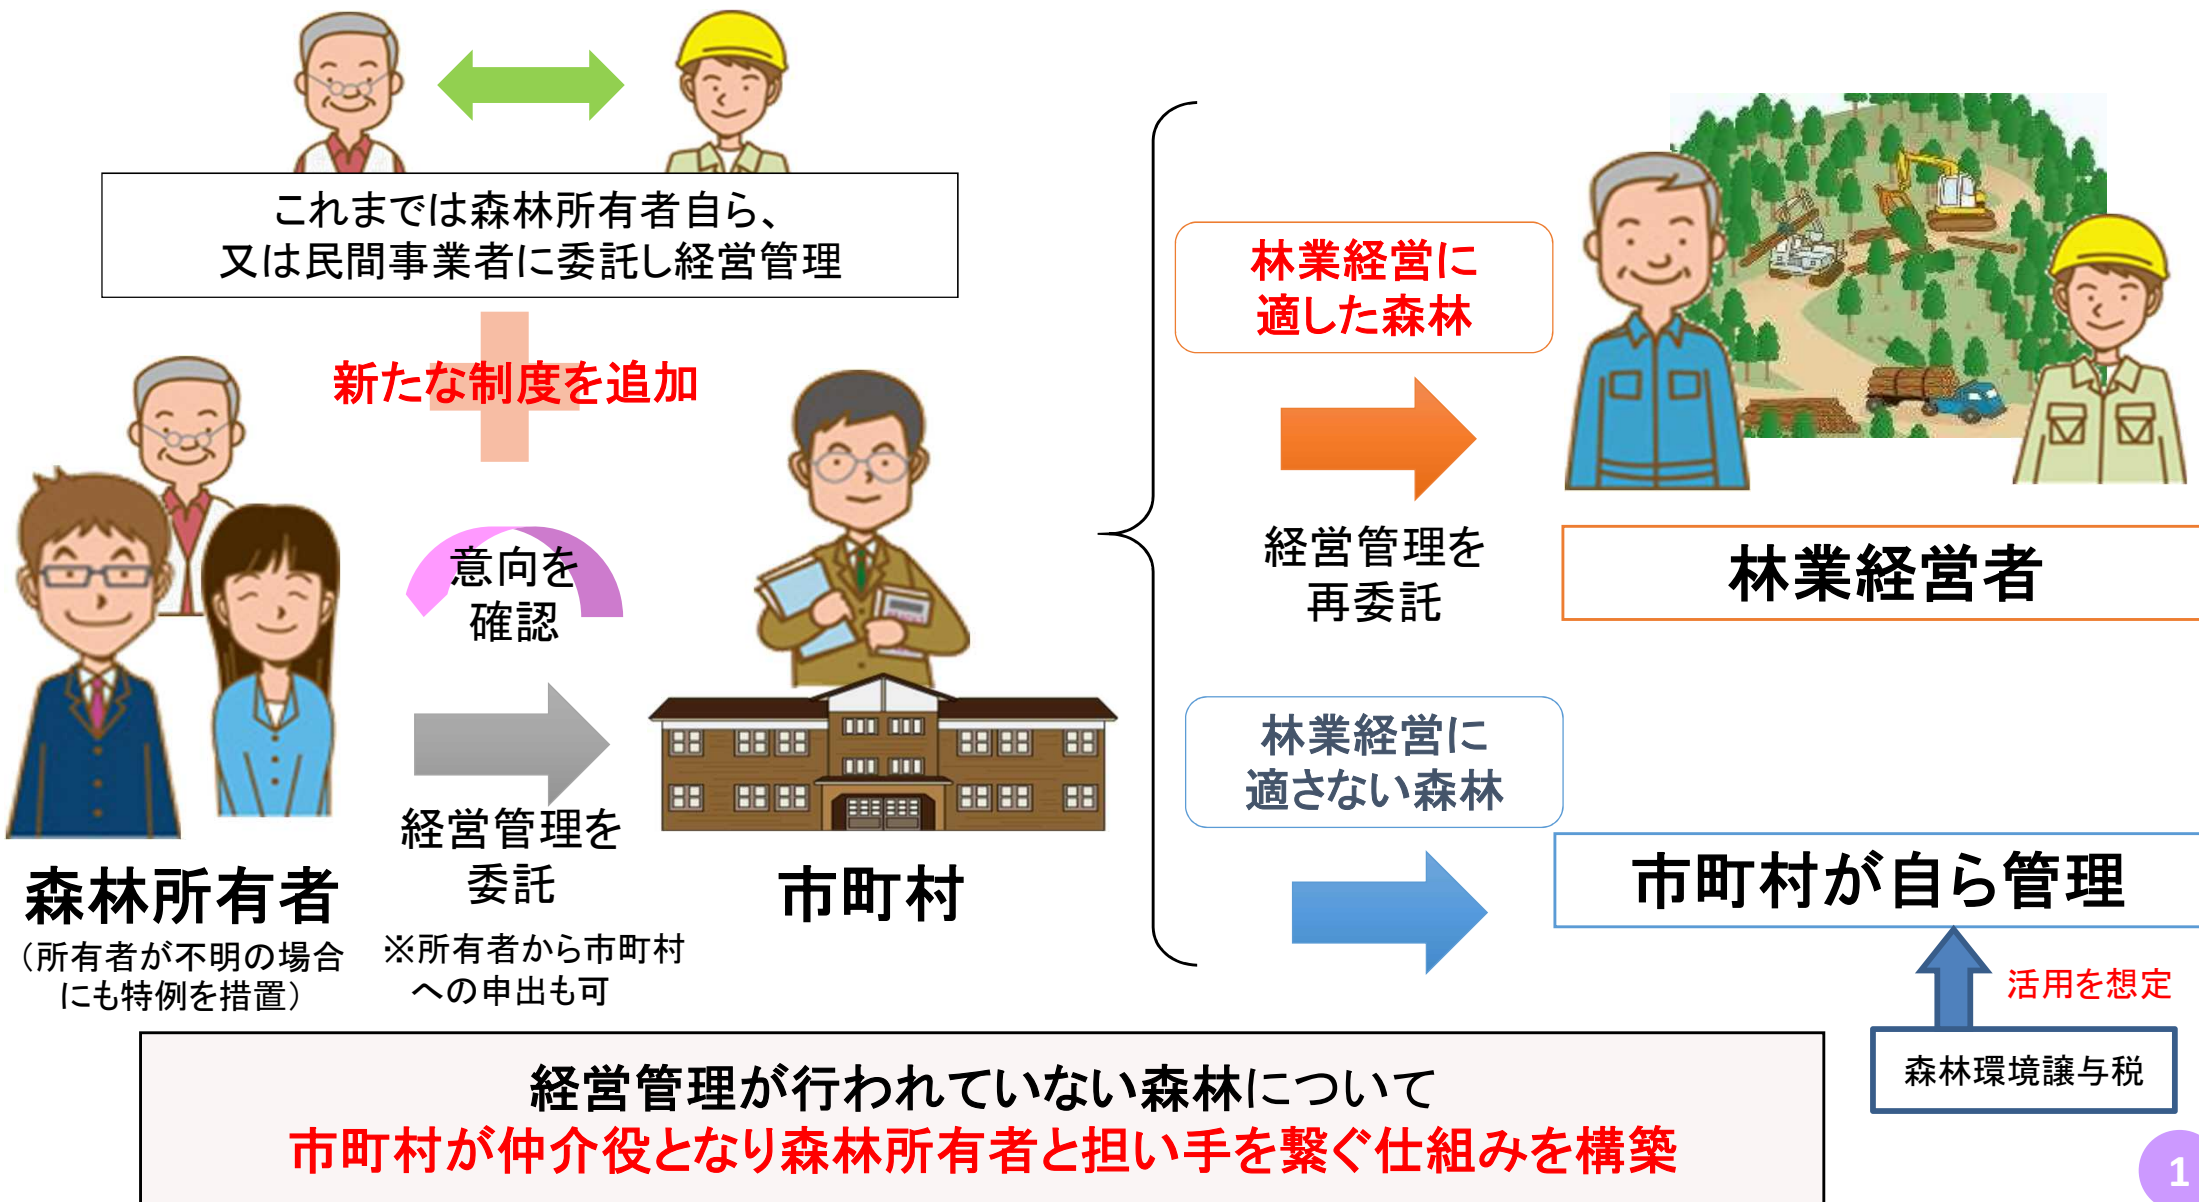 これまでは森林所有者自ら、
又は民間事業者に委託し経営管理
新たな制度を追加
意向を
確認
経営管理を
委託
※所有者から市町村
への申出も可
森林所有者
（所有者が不明の場合
にも特例を措置）
市町村
林業経営に
適した森林
経営管理を
再委託
林業経営者
林業経営に
適さない森林
市町村が自ら管理
活用を想定
森林環境譲与税
経営管理が行われていない森林について
市町村が仲介役となり森林所有者と担い手を繋ぐ仕組みを構築
1